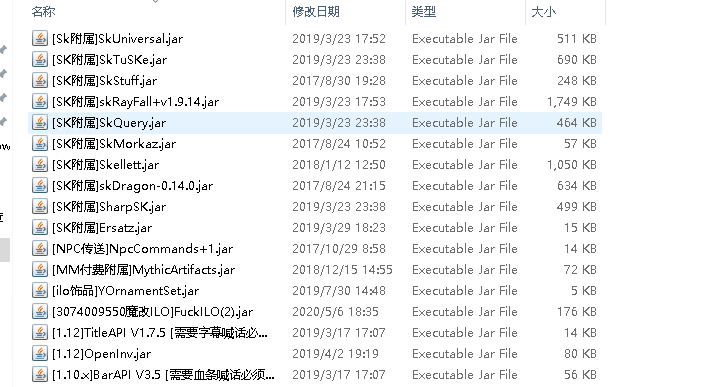 名称 修改日期 类型 大小
[Sk附属]SkUniversal.jar 2019/3/23 17:52 Executable Jar File 511 KB
[SK附属]SkTuSKe.jar 2019/3/23 23:38 Executable Jar File 690 KB
[SK附属]SkStuff.jar 2017/8/30 19:28 Executable Jar File 248 KB
[SK附属]skRayFall+v1.9.14.jar 2019/3/23 17:53 Executable Jar File 1,749 KB
[SK附属]SkQuery.jar 2019/3/23 23:38 Executable Jar File 464 KB
[SK附属]SkMorkaz.jar 2017/8/24 10:52 Executable Jar File 57 KB
[SK附属]Skellett.jar 2018/1/12 12:50 Executable Jar File 1,050 KB
[SK附属]skDragon-0.14.0.jar 2017/8/24 21:15 Executable Jar File 634 KB
[SK附属]SharpSK.jar 2019/3/23 23:38 Executable Jar File 499 KB
[SK附属]Ersatz.jar 2019/3/29 18:23 Executable Jar File 15 KB
[NPC传送]NpcCommands+1.jar 2017/10/29 8:58 Executable Jar File 14 KB
[MM付费附属]MythicArtifacts.jar 2018/12/15 14:55 Executable Jar File 72 KB
[ilo饰品]YOrnamentSet.jar 2019/7/30 14:48 Executable Jar File 5 KB
[3074009550魔改ILO]FuckILO(2).jar 2020/5/6 18:35 Executable Jar File 176 KB
[1.12]TitleAPI V1.7.5 [需要字幕喊话必... 2019/3/17 17:07 Executable Jar File 14 KB
[1.12]OpenInv.jar 2019/4/2 19:19 Executable Jar File 80 KB
[1.10.x]BarAPI V3.5 [需要血条喊话必须... 2019/3/17 17:07 Executable Jar File 56 KB